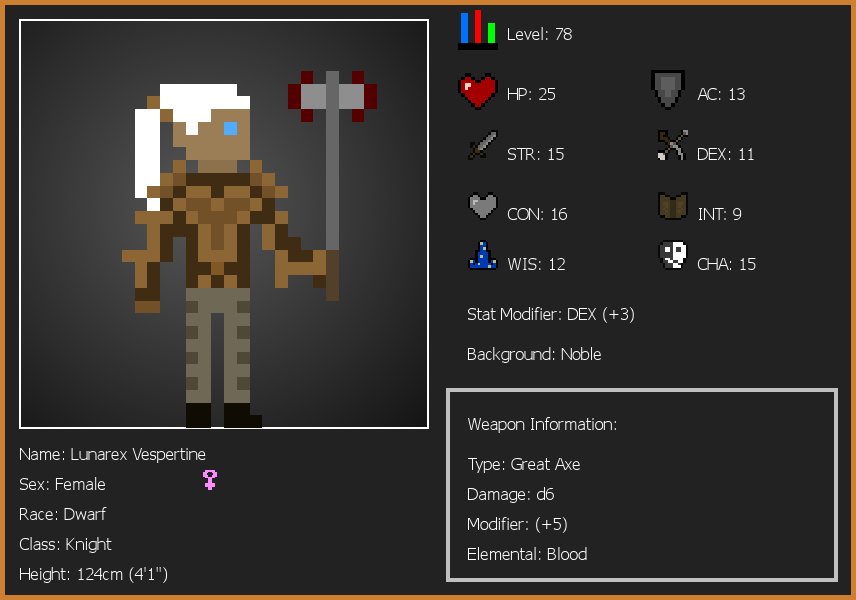 Level: 78
HP: 25
AC: 13
STR: 15
DEX: 11
CON: 16
INT: 9
WIS: 12
CHA: 15
Stat Modifier: DEX (+3)
Background: Noble
Weapon Information:
Type: Great Axe
Damage: d6
Modifier: (+5)
Elemental: Blood
Name: Lunarex Vespertine
Sex: Female
Race: Dwarf
Class: Knight
Height: 124cm (4'1")